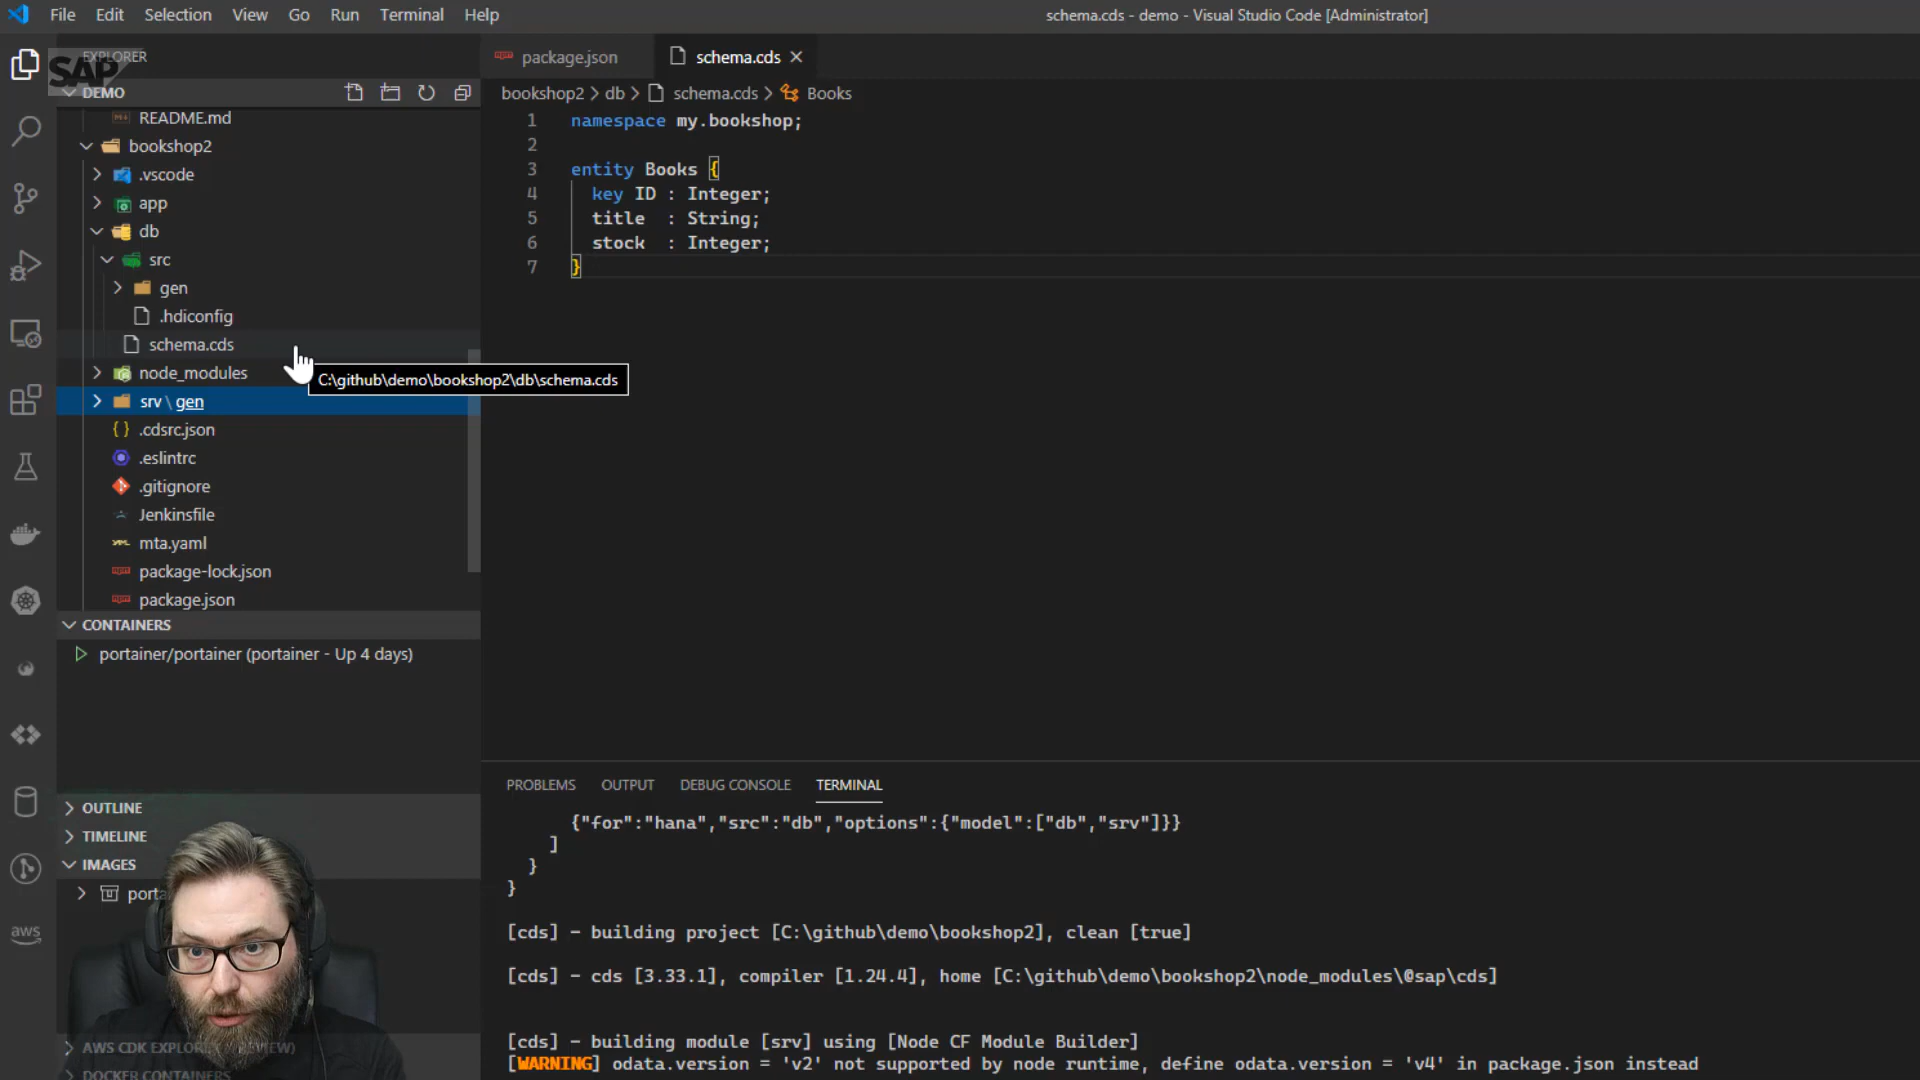 File Edit Selection View Go Run Terminal Help
schema.cds - demo - Visual Studio Code [Administrator]
EXPLORER
SAP
DEMO
README.md
bookshop2
.vscode
app
db
src
gen
.hdiconfig
schema.cds
C:\github\demo\bookshop2\db\schema.cds
node_modules
srv \ gen
.cdsrc.json
.eslintrc
.gitignore
Jenkinsfile
mta.yaml
package-lock.json
package.json
CONTAINERS
portainer/portainer (portainer - Up 4 days)
OUTLINE
TIMELINE
IMAGES
DOCKER CONTAINERS
aws
package.json
schema.cds
bookshop2 > db > schema.cds > Books
1 namespace my.bookshop;
2
3 entity Books {
4 key ID : Integer;
5 title : String;
6 stock : Integer;
7 }
PROBLEMS OUTPUT DEBUG CONSOLE TERMINAL
{"for":"hana","src":"db","options":{"model":["db","srv"]}}
]
}
}
[cds] - building project [C:\github\demo\bookshop2], clean [true]
[cds] - cds [3.33.1], compiler [1.24.4], home [C:\github\demo\bookshop2\node_modules\@sap\cds]
[cds] - building module [srv] using [Node CF Module Builder]
[WARNING] odata.version = 'v2' not supported by node runtime, define odata.version = 'v4' in package.json instead